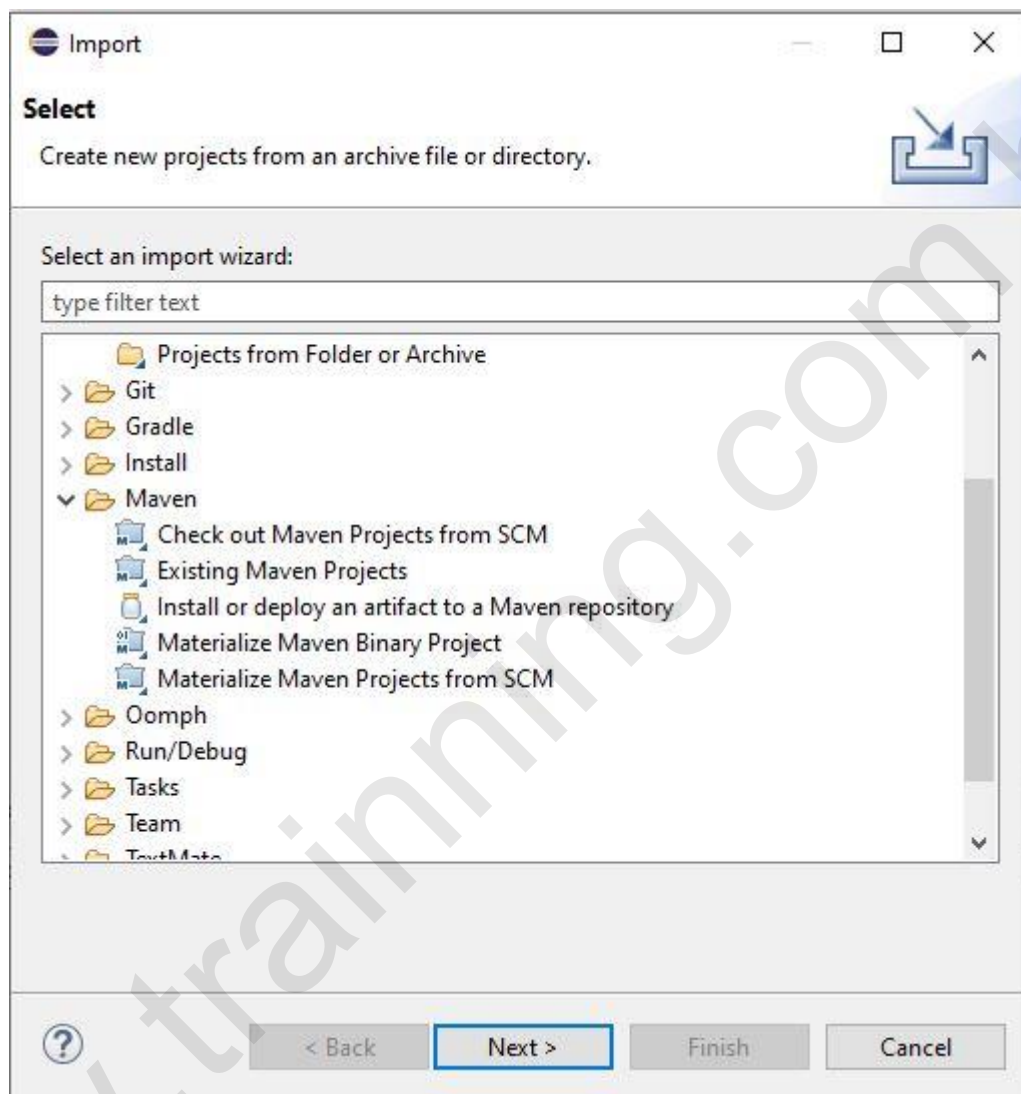 Import
Select
Create new projects from an archive file or directory.
Select an import wizard:
type filter text
Projects from Folder or Archive
Git
Gradle
Install
Maven
Check out Maven Projects from SCM
Existing Maven Projects
Install or deploy an artifact to a Maven repository
Materialize Maven Binary Project
Materialize Maven Projects from SCM
Oomph
Run/Debug
Tasks
Team
TextMate
? < Back Next > Finish Cancel
trainning.com